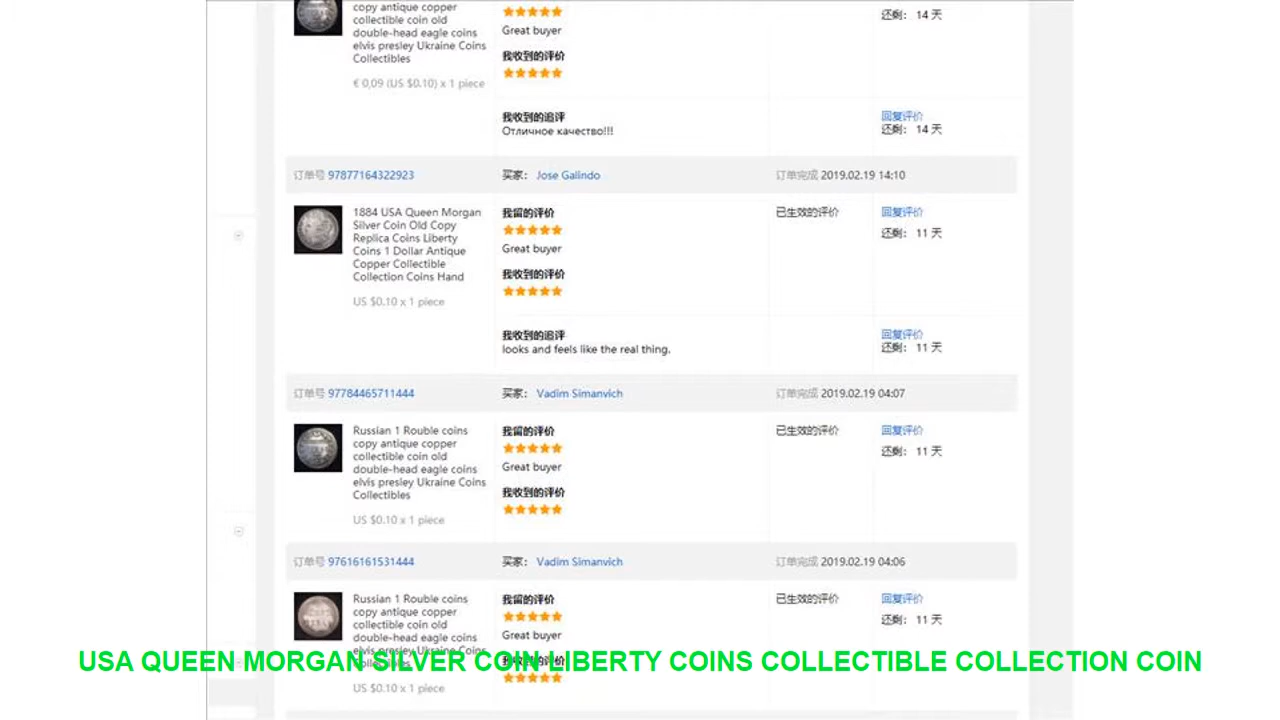 copy antique copper
collectible coin old
double-head eagle coins
elvis presley Ukraine Coins
Collectibles
€ 0,09 (US $0.10) x 1 piece
Great buyer
我收到的评价
还剩： 14 天
我收到的追评
Отличное качество!!!
回复评价
还剩： 14 天
订单号 97877164322923
买家： Jose Galindo
订单完成 2019.02.19 14:10
1884 USA Queen Morgan
Silver Coin Old Copy
Replica Coins Liberty
Coins 1 Dollar Antique
Copper Collectible
Collection Coins Hand
US $0.10 x 1 piece
我留的评价
Great buyer
我收到的评价
已生效的评价
回复评价
还剩： 11 天
我收到的追评
looks and feels like the real thing.
回复评价
还剩： 11 天
订单号 97784465711444
买家： Vadim Simanvich
订单完成 2019.02.19 04:07
Russian 1 Rouble coins
copy antique copper
collectible coin old
double-head eagle coins
elvis presley Ukraine Coins
Collectibles
US $0.10 x 1 piece
我留的评价
Great buyer
我收到的评价
已生效的评价
回复评价
还剩： 11 天
订单号 97616161531444
买家： Vadim Simanvich
订单完成 2019.02.19 04:06
Russian 1 Rouble coins
copy antique copper
collectible coin old
double-head eagle coins
elvis presley Ukraine Coins
Collectibles
US $0.10 x 1 piece
我留的评价
Great buyer
我收到的评价
已生效的评价
回复评价
还剩： 11 天
USA QUEEN MORGAN SILVER COIN LIBERTY COINS COLLECTIBLE COLLECTION COIN